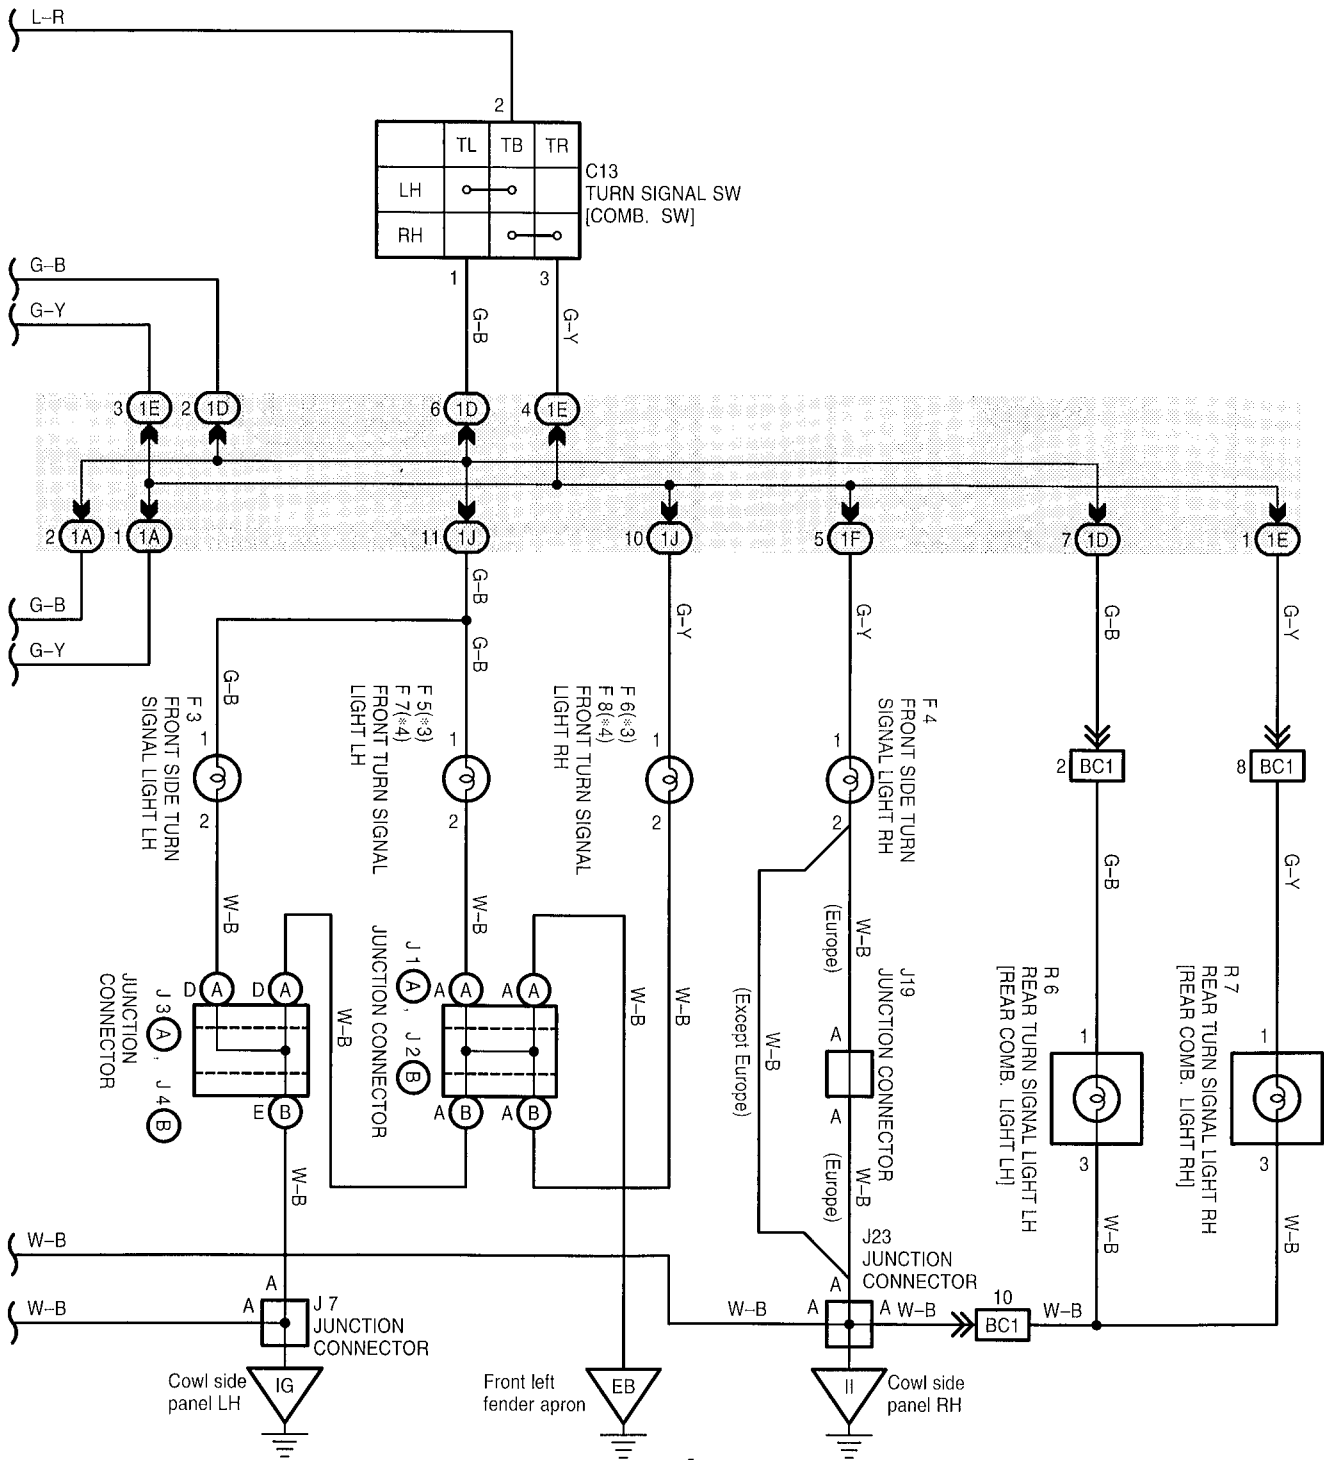 L–R
2
TL TB TR
LH
RH
C13
TURN SIGNAL SW
[COMB. SW]
1 3
G–B
G–Y
G–B
G–Y
3 1E 2 1D 6 1D 4 1E
2 1A 1 1A 11 1J 10 1J 5 1F 7 1D 1 1E
G–B
G–Y
G–B
G–B
G–B
G–Y
G–Y
G–B
G–Y
F 3
FRONT SIDE TURN
SIGNAL LIGHT LH
1
2
F 5(*3)
F 7(*4)
FRONT TURN SIGNAL
LIGHT LH
1
2
F 6(*3)
F 8(*4)
FRONT TURN SIGNAL
LIGHT RH
1
2
F 4
FRONT SIDE TURN
SIGNAL LIGHT RH
1
2
2 BC1
8 BC1
G–B
G–Y
W–B
W–B
W–B
W–B
W–B
(Europe)
W–B
(Except Europe)
W–B
D A D A
E B
J 3 A , J 4 B
JUNCTION
CONNECTOR
A A A A
A B A B
J 1 A , J 2 B
JUNCTION CONNECTOR
A
A
J19
JUNCTION CONNECTOR
W–B
(Europe)
R 6
REAR TURN SIGNAL LIGHT LH
[REAR COMB. LIGHT LH]
1
3
R 7
REAR TURN SIGNAL LIGHT RH
[REAR COMB. LIGHT RH]
1
3
W–B
W–B
W–B
W–B
W–B
A
A
J 7
JUNCTION
CONNECTOR
J23
JUNCTION
CONNECTOR
A
W–B A A W–B
10
BC1
W–B
Cowl side
panel LH
IG
Front left
fender apron
EB
II
Cowl side
panel RH